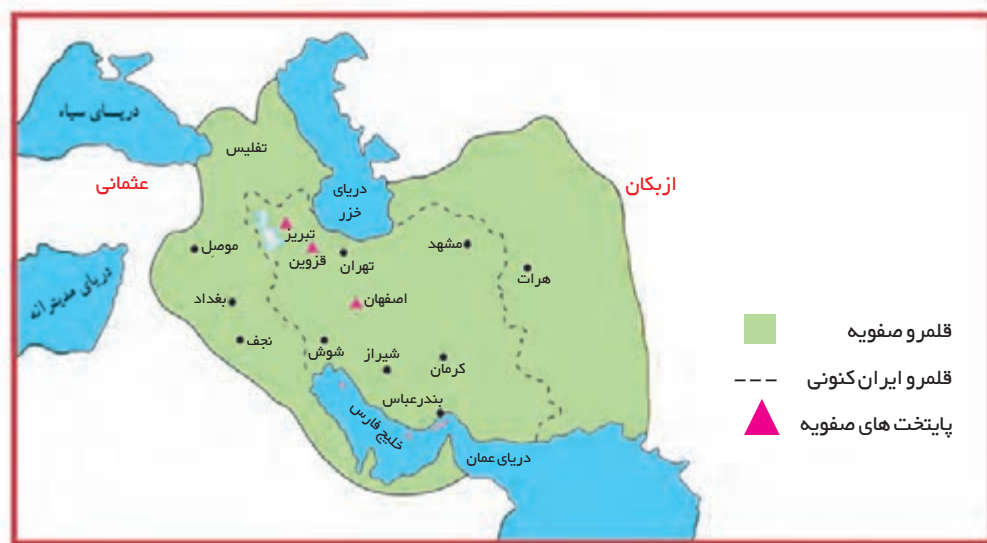 دریای سیاه
تفلیس
عثمانی
ازبکان
دریای
خزر
تبریز
موصل
قزوین
تهران
مشهد
هرات
دریای مدیترانه
بغداد
اصفهان
نجف
شوش
شیراز
کرمان
بندرعباس
خلیج فارس
دریای عمان
قلمرو صفویه
قلمرو ایران کنونی
پایتخت های صفویه